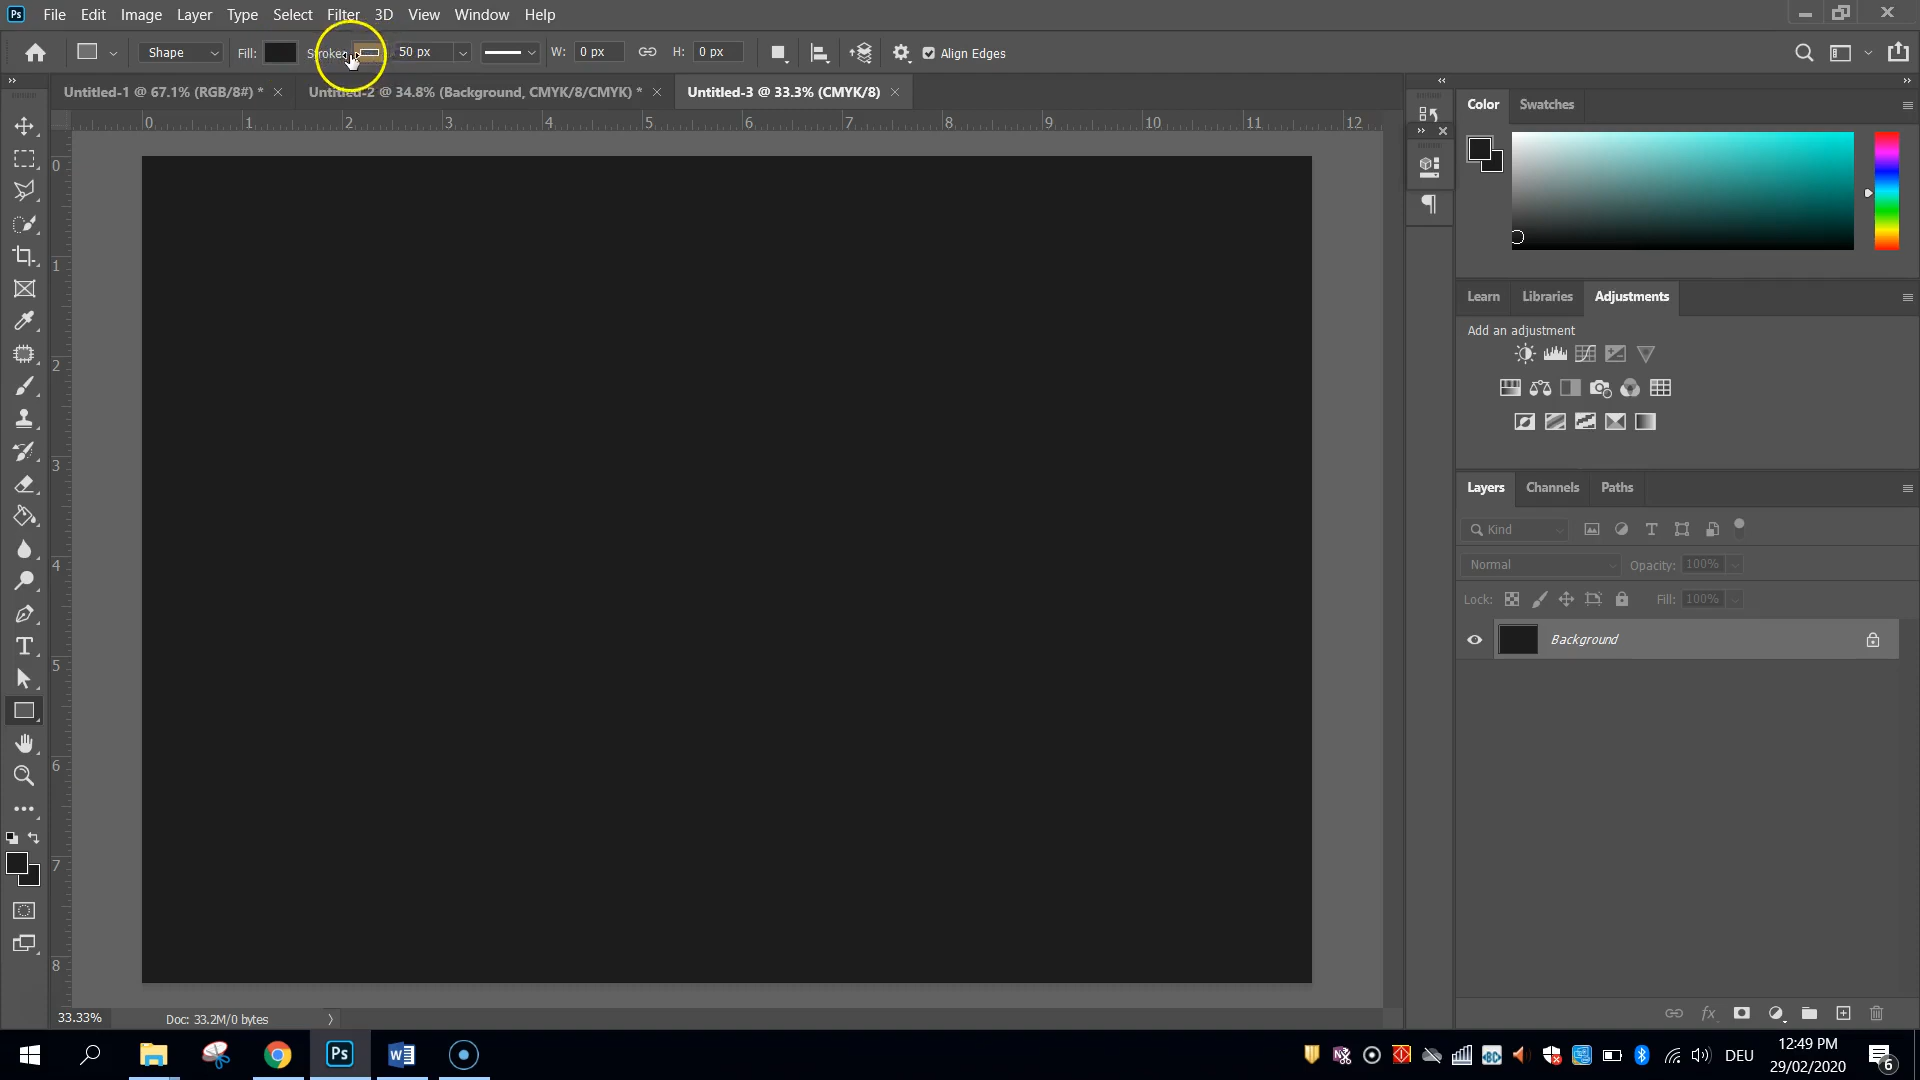 Ps File Edit Image Layer Type Select Filter 3D View Window Help
Shape Fill: Stroke: 50 px W: 0 px H: 0 px Align Edges
Untitled-1 @ 67.1% (RGB/8#) * Untitled-2 @ 34.8% (Background, CMYK/8/CMYK) * Untitled-3 @ 33.3% (CMYK/8)
0 1 2 3 4 5 6 7 8 9 10 11 12
0
1
2
3
4
5
6
7
8
Color Swatches
Learn Libraries Adjustments
Add an adjustment
Layers Channels Paths
Kind
Normal Opacity: 100%
Lock: Fill: 100%
Background
fx
33.33% Doc: 33.2M/0 bytes
Ps DEU 12:49 PM
29/02/2020
6